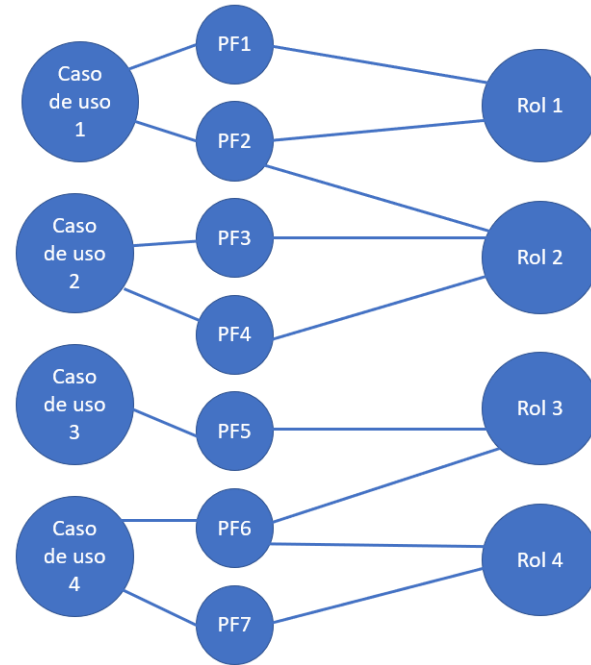 Caso
de uso
1
PF1
PF2
Rol 1
Caso
de uso
2
PF3
PF4
Rol 2
Caso
de uso
3
PF5
Rol 3
Caso
de uso
4
PF6
PF7
Rol 4